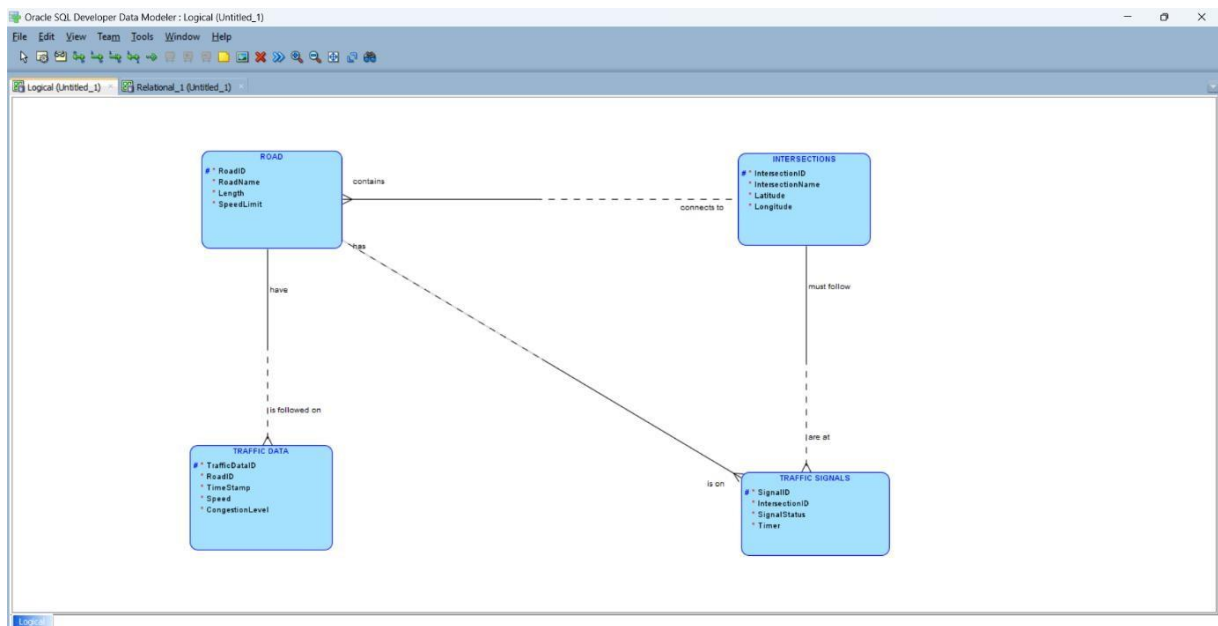 Oracle SQL Developer Data Modeler : Logical (Untitled_1)
File Edit View Team Tools Window Help
Logical (Untitled_1) Relational_1 (Untitled_1)
ROAD
# * RoadID
* RoadName
* Length
* SpeedLimit
contains
connects to
INTERSECTIONS
# * IntersectionID
* IntersectionName
* Latitude
* Longitude
has
have
must follow
is followed on
are at
TRAFFIC DATA
# * TrafficDataID
* RoadID
* TimeStamp
* Speed
* CongestionLevel
is on
TRAFFIC SIGNALS
# * SignalID
* IntersectionID
* SignalStatus
* Timer
Logical